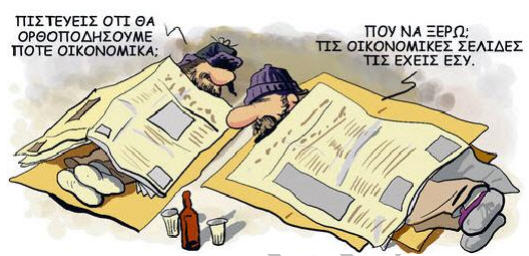 ΠΙΣΤΕΥΕΙΣ ΟΤΙ ΘΑ
ΟΡΘΟΠΟΔΗΣΟΥΜΕ
ΠΟΤΕ ΟΙΚΟΝΟΜΙΚΑ;
ΠΟΥ ΝΑ ΞΕΡΩ;
ΤΙΣ ΟΙΚΟΝΟΜΙΚΕΣ ΣΕΛΙΔΕΣ
ΤΙΣ ΕΧΕΙΣ ΕΣΥ.